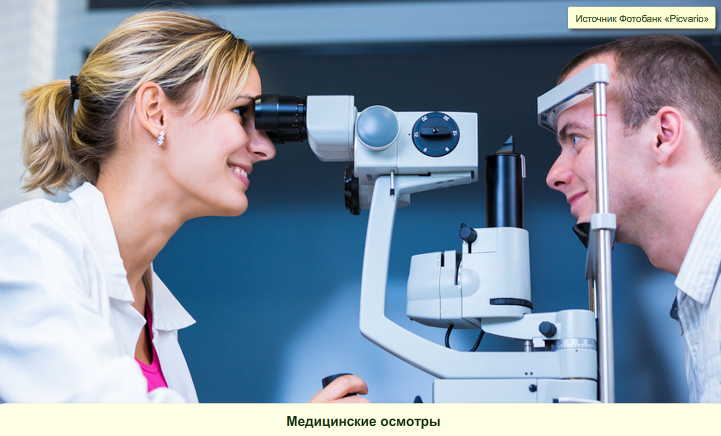 Источник Фотобанк «Picvario»
Медицинские осмотры